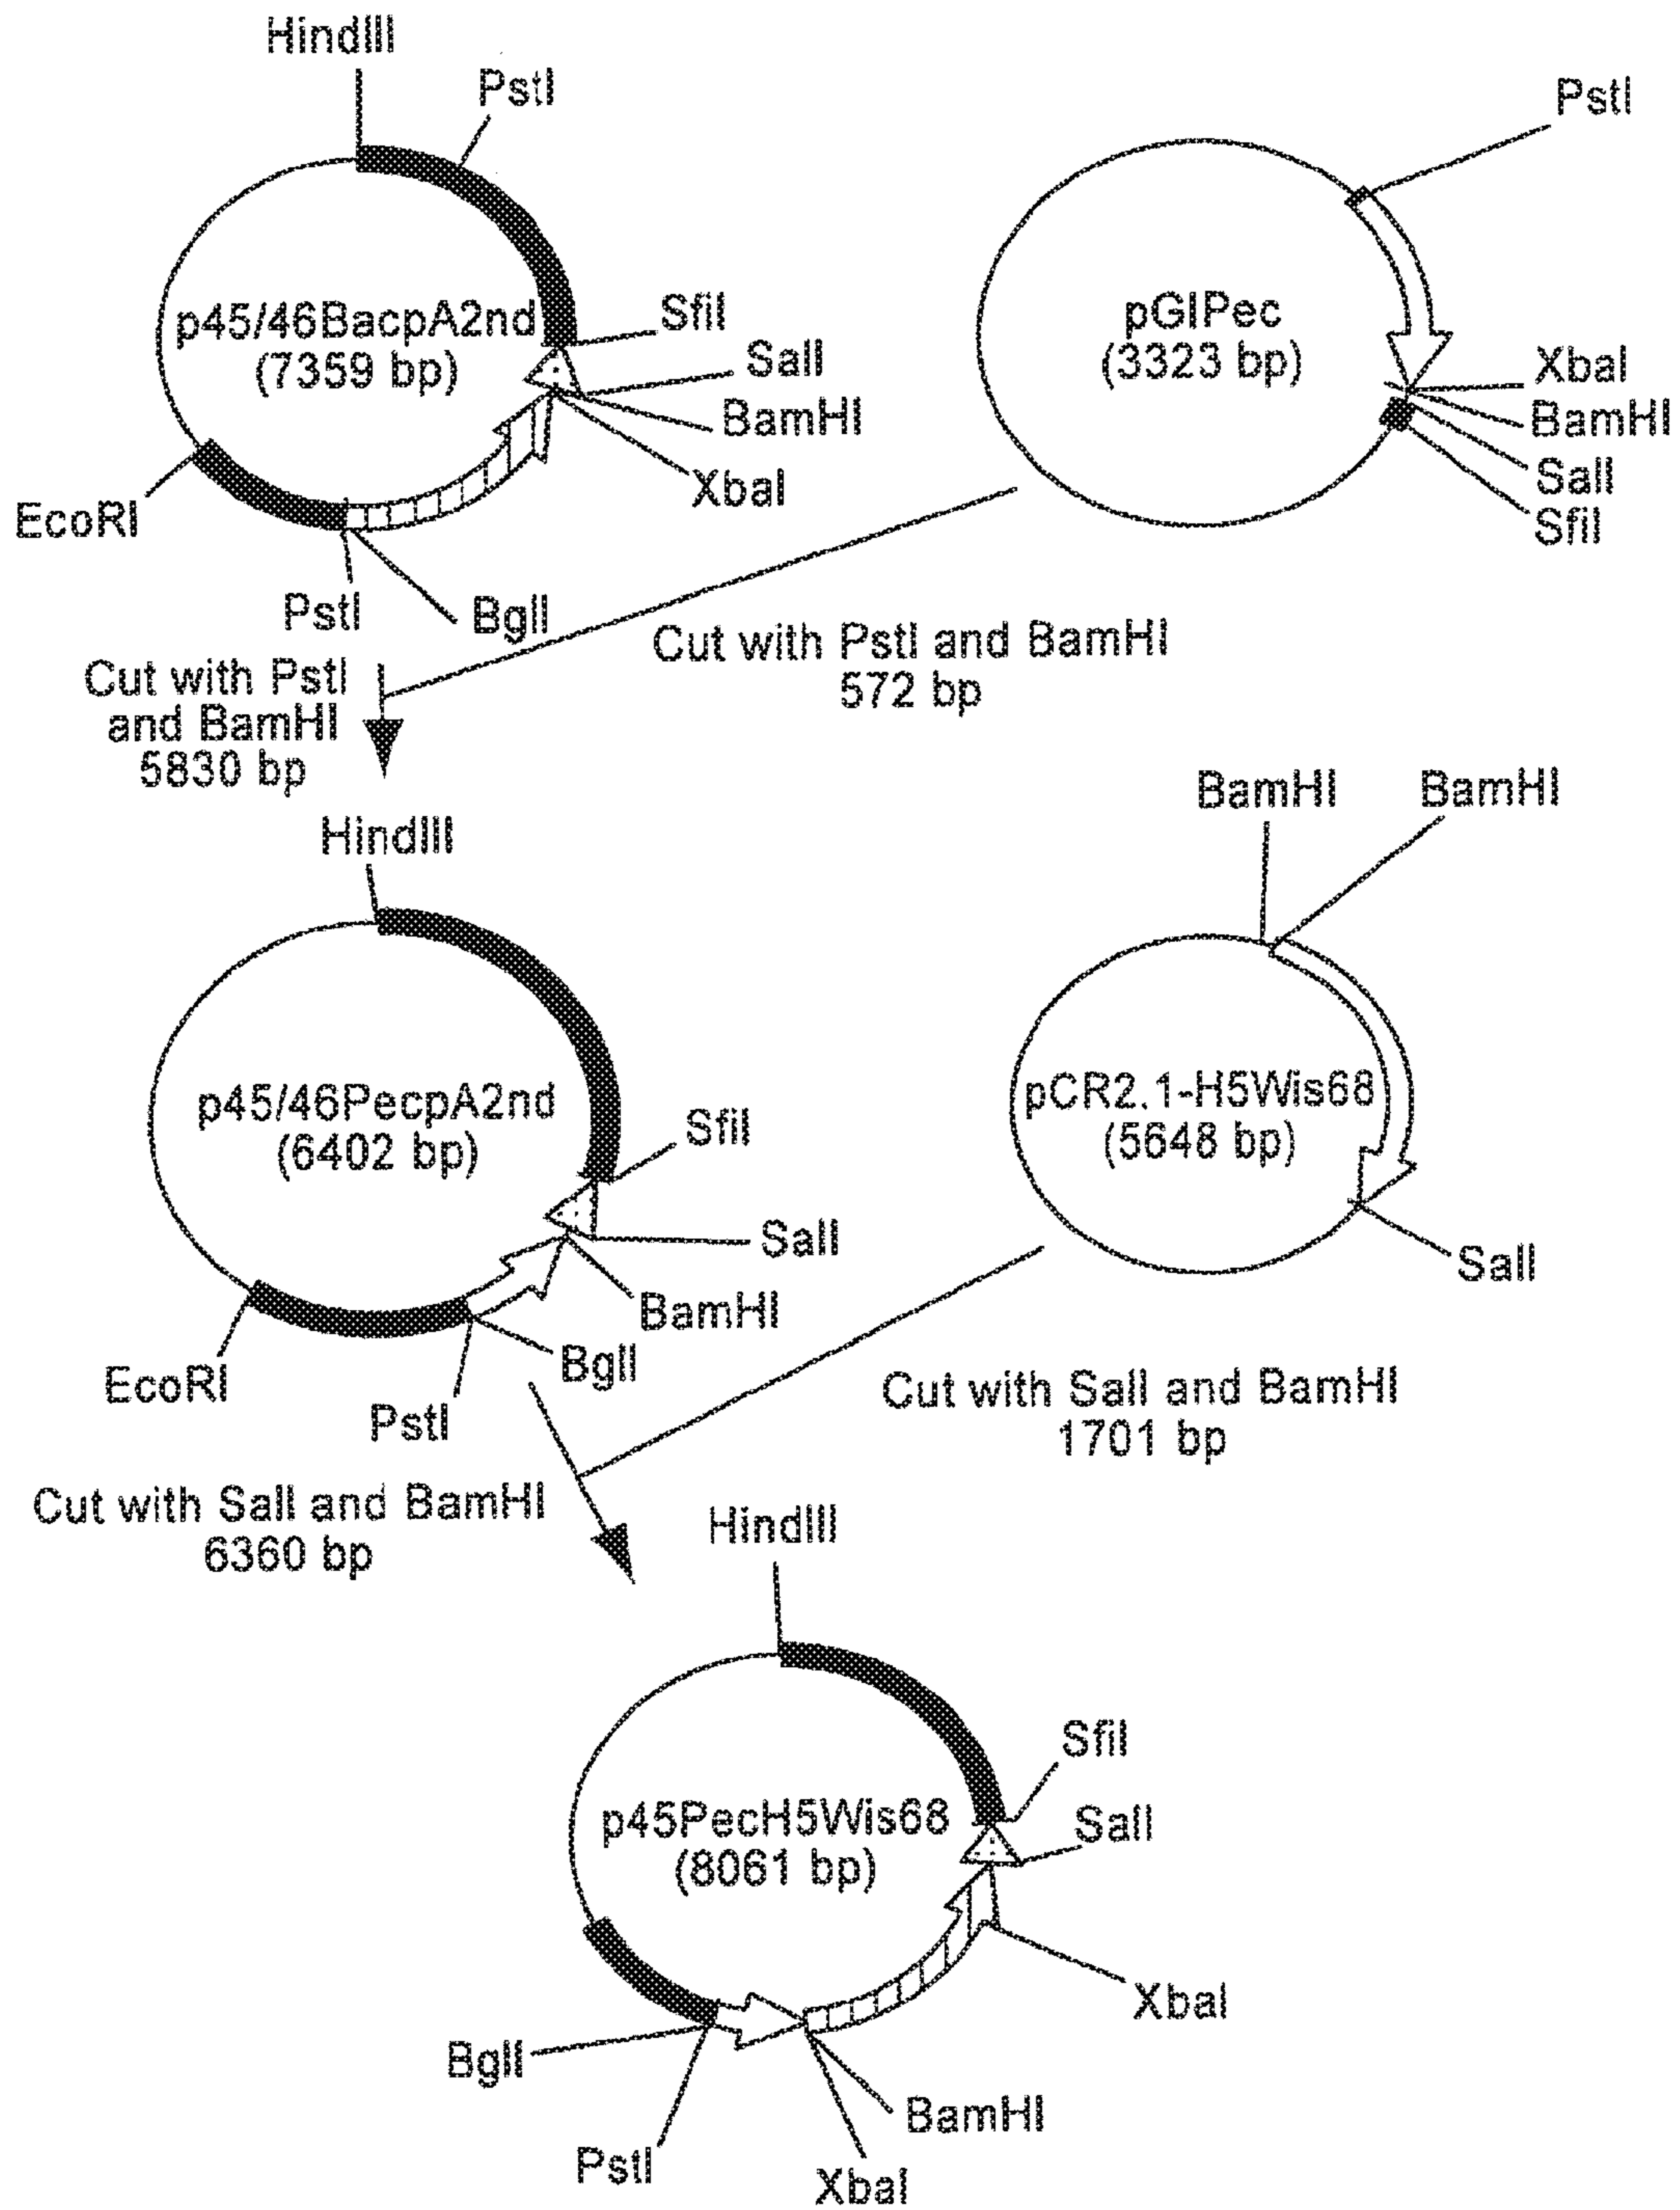 HindIII
PstI
p45/46BacpA2nd
(7359 bp)
SfiI
SalI
BamHI
XbaI
EcoRI
PstI
BglI
PstI
pGIPec
(3323 bp)
XbaI
BamHI
SalI
SfiI
Cut with PstI
and BamHI
5830 bp
Cut with PstI and BamHI
572 bp
HindIII
p45/46PecpA2nd
(6402 bp)
SfiI
SalI
BamHI
BglI
EcoRI
PstI
BamHI
BamHI
pCR2.1-H5Wis68
(5648 bp)
SalI
Cut with SalI and BamHI
1701 bp
Cut with SalI and BamHI
6360 bp
HindIII
p45PecH5Wis68
(8061 bp)
SfiI
SalI
XbaI
BglI
BamHI
PstI
XbaI